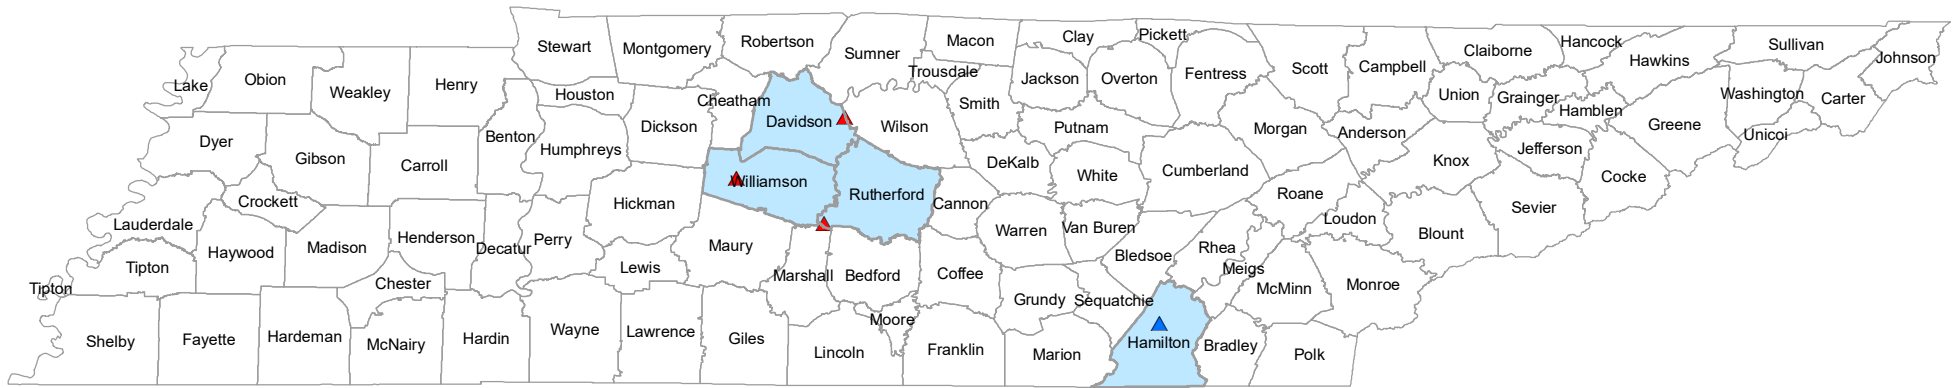 Stewart
Montgomery
Robertson
Sumner
Macon
Clay
Pickett
Claiborne
Hancock
Hawkins
Sullivan
Johnson
Lake
Obion
Weakley
Henry
Houston
Cheatham
Trousdale
Jackson
Overton
Fentress
Scott
Campbell
Union
Grainger
Hamblen
Washington
Carter
Dyer
Gibson
Carroll
Benton
Humphreys
Dickson
Davidson
Wilson
Smith
Putnam
Morgan
Anderson
Knox
Jefferson
Greene
Unicoi
Crockett
Hickman
Williamson
Rutherford
Cannon
DeKalb
White
Cumberland
Roane
Loudon
Sevier
Cocke
Lauderdale
Haywood
Madison
Henderson
Decatur
Perry
Lewis
Maury
Marshall
Bedford
Coffee
Warren
Van Buren
Bledsoe
Rhea
Meigs
McMinn
Monroe
Blount
Tipton
Tipton
Chester
Moore
Grundy
Sequatchie
Shelby
Fayette
Hardeman
McNairy
Hardin
Wayne
Lawrence
Giles
Lincoln
Franklin
Marion
Hamilton
Bradley
Polk